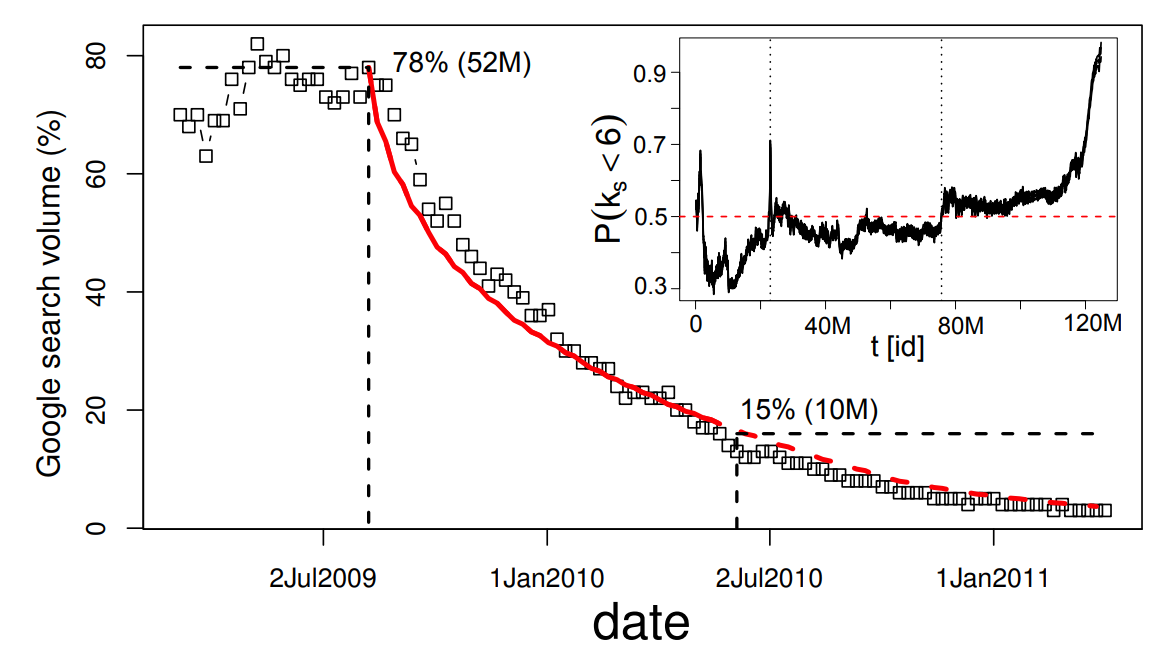 Google search volume (%)
80
60
40
20
0
78% (52M)
15% (10M)
2Jul2009
1Jan2010
2Jul2010
1Jan2011
date
P(ks < 6)
0.9
0.7
0.5
0.3
0
40M
80M
120M
t [id]